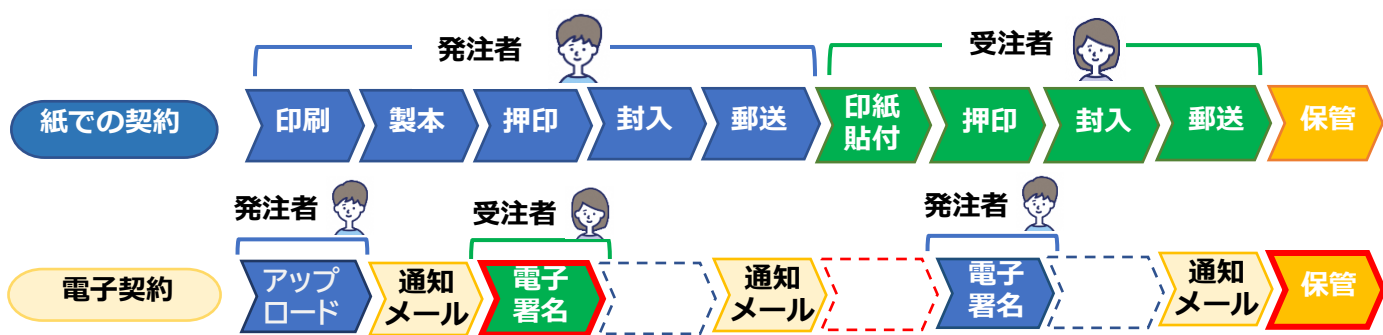 発注者
受注者
紙での契約
印刷
製本
押印
封入
郵送
印紙
貼付
押印
封入
郵送
保管
発注者
受注者
発注者
電子契約
アップ
ロード
通知
メール
電子
署名
通知
メール
電子
署名
通知
メール
保管